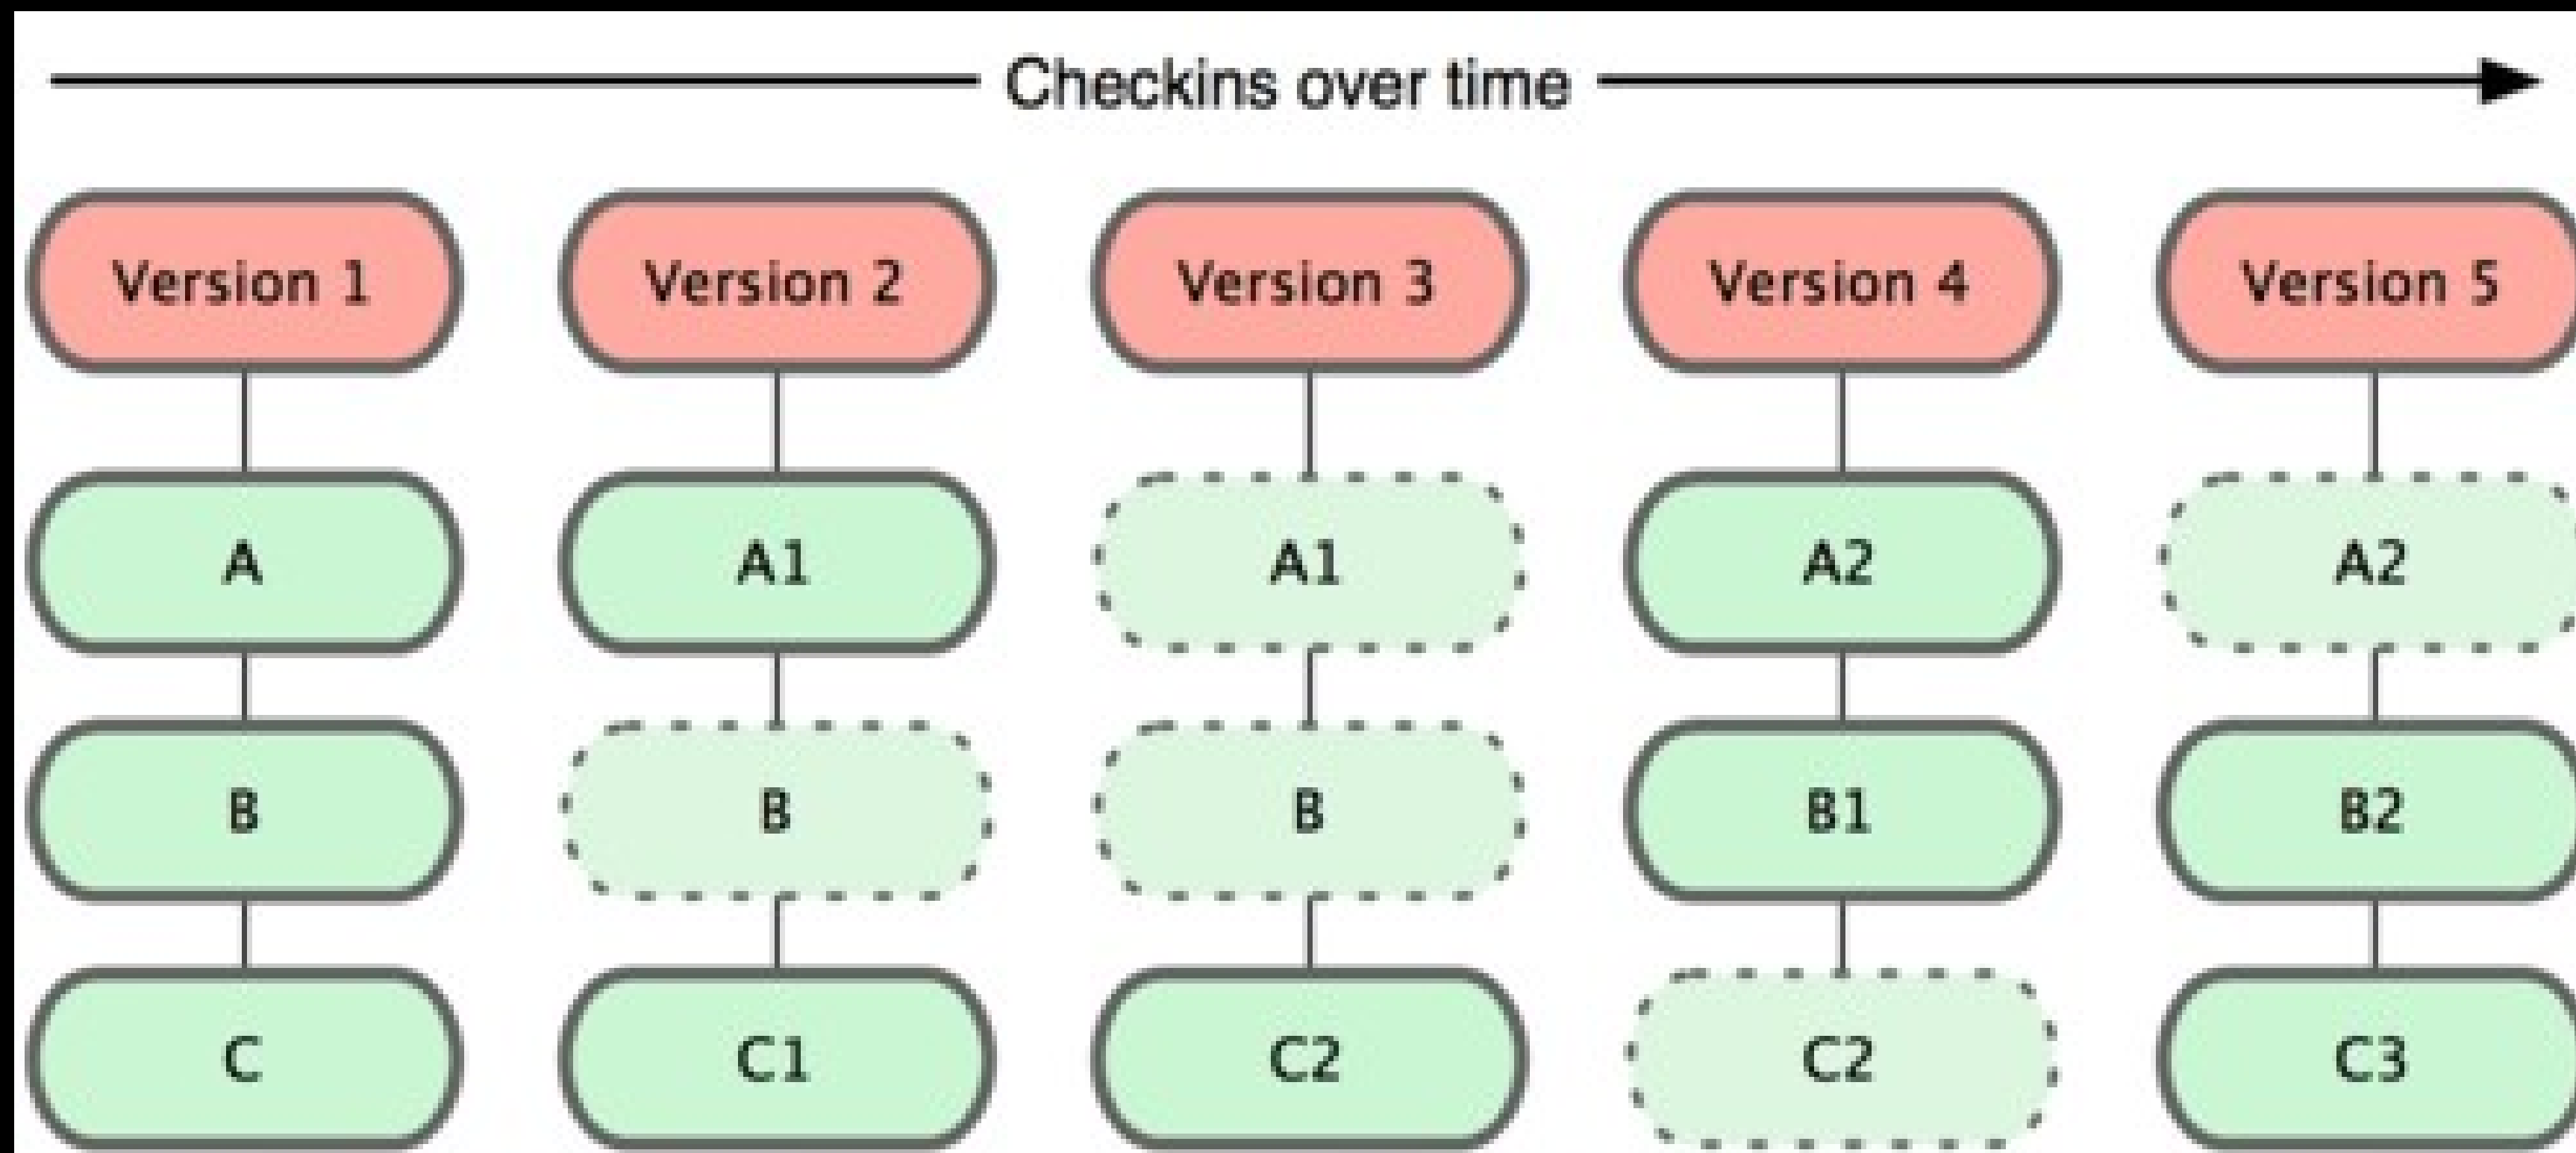 Checkins over time
Version 1 Version 2 Version 3 Version 4 Version 5
A A1 A1 A2 A2
B B B B1 B2
C C1 C2 C2 C3